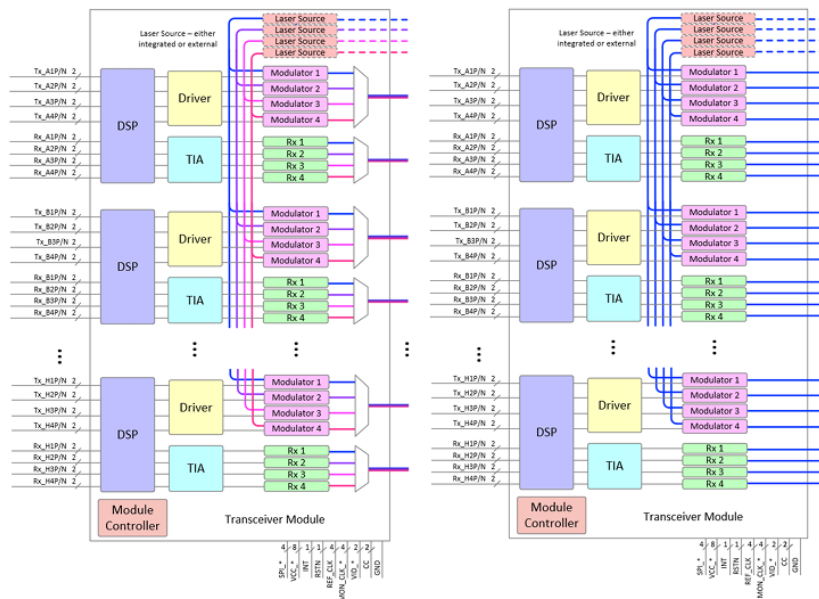 Laser Source – either
integrated or external
Laser Source
Laser Source
Laser Source
Laser Source
Tx_A1P/N 2
Tx_A2P/N 2
Tx_A3P/N 2
Tx_A4P/N 2
Rx_A1P/N 2
Rx_A2P/N 2
Rx_A3P/N 2
Rx_A4P/N 2
DSP
Driver
TIA
Modulator 1
Modulator 2
Modulator 3
Modulator 4
Rx 1
Rx 2
Rx 3
Rx 4
Tx_B1P/N 2
Tx_B2P/N 2
Tx_B3P/N 2
Tx_B4P/N 2
Rx_B1P/N 2
Rx_B2P/N 2
Rx_B3P/N 2
Rx_B4P/N 2
DSP
Driver
TIA
Modulator 1
Modulator 2
Modulator 3
Modulator 4
Rx 1
Rx 2
Rx 3
Rx 4
Tx_H1P/N 2
Tx_H2P/N 2
Tx_H3P/N 2
Tx_H4P/N 2
Rx_H1P/N 2
Rx_H2P/N 2
Rx_H3P/N 2
Rx_H4P/N 2
DSP
Driver
TIA
Modulator 1
Modulator 2
Modulator 3
Modulator 4
Rx 1
Rx 2
Rx 3
Rx 4
Module
Controller
Transceiver Module
4 8 1 1 4 4 2 2
SPI_*
VCC_*
INT
RSTN
REF_CLK
MON_CLK_*
VID_*
CC
GND
Laser Source – either
integrated or external
Laser Source
Laser Source
Laser Source
Laser Source
Tx_A1P/N 2
Tx_A2P/N 2
Tx_A3P/N 2
Tx_A4P/N 2
Rx_A1P/N 2
Rx_A2P/N 2
Rx_A3P/N 2
Rx_A4P/N 2
DSP
Driver
TIA
Modulator 1
Modulator 2
Modulator 3
Modulator 4
Rx 1
Rx 2
Rx 3
Rx 4
Tx_B1P/N 2
Tx_B2P/N 2
Tx_B3P/N 2
Tx_B4P/N 2
Rx_B1P/N 2
Rx_B2P/N 2
Rx_B3P/N 2
Rx_B4P/N 2
DSP
Driver
TIA
Modulator 1
Modulator 2
Modulator 3
Modulator 4
Rx 1
Rx 2
Rx 3
Rx 4
Tx_H1P/N 2
Tx_H2P/N 2
Tx_H3P/N 2
Tx_H4P/N 2
Rx_H1P/N 2
Rx_H2P/N 2
Rx_H3P/N 2
Rx_H4P/N 2
DSP
Driver
TIA
Modulator 1
Modulator 2
Modulator 3
Modulator 4
Rx 1
Rx 2
Rx 3
Rx 4
Module
Controller
Transceiver Module
4 8 1 1 4 4 2 2
SPI_*
VCC_*
INT
RSTN
REF_CLK
MON_CLK_*
VID_*
CC
GND